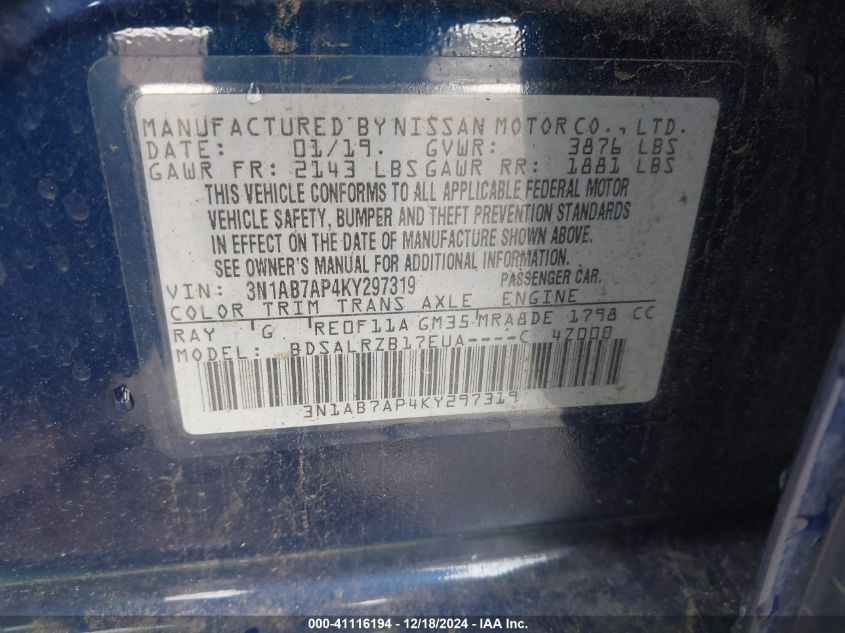 MANUFACTURED BY NISSAN MOTOR CO., LTD.
DATE: 01/19. GVWR: 3876 LBS
GAWR FR: 2143 LBS GAWR RR: 1881 LBS
THIS VEHICLE CONFORMS TO ALL APPLICABLE FEDERAL MOTOR
VEHICLE SAFETY, BUMPER AND THEFT PREVENTION STANDARDS
IN EFFECT ON THE DATE OF MANUFACTURE SHOWN ABOVE.
SEE OWNER'S MANUAL FOR ADDITIONAL INFORMATION.
VIN: 3N1AB7AP4KY297319 PASSENGER CAR.
COLOR TRIM TRANS AXLE ENGINE
RAY G RE0F11A GM35 MRA8DE 1798 CC
MODEL: BDSALRZB17EUA----C 47000
3N1AB7AP4KY297319
000-41116194 - 12/18/2024 - IAA Inc.